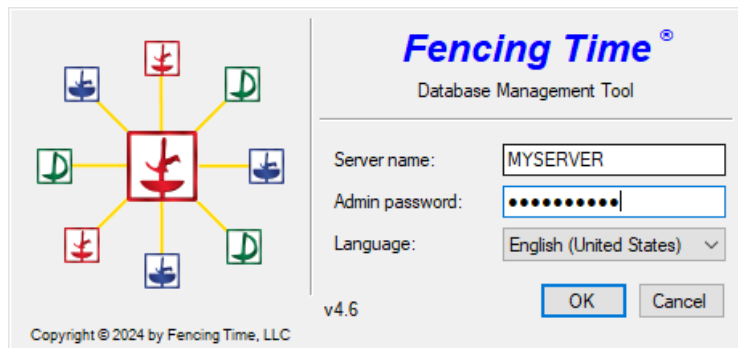 Fencing Time ®
Database Management Tool
Server name: MYSERVER
Admin password: ●●●●●●●●●●
Language: English (United States)
v4.6
OK Cancel
Copyright © 2024 by Fencing Time, LLC